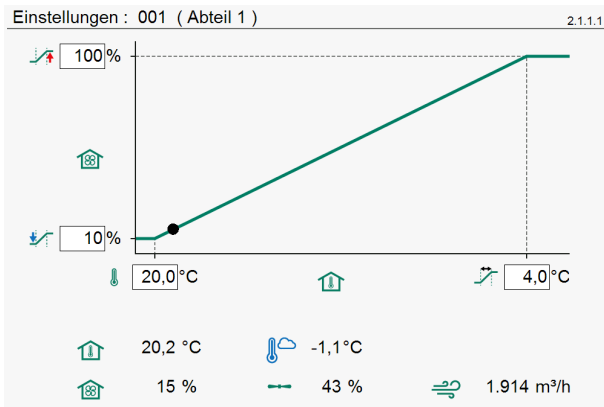 Einstellungen : 001 ( Abteil 1 )
2.1.1.1
100 %
10 %
20,0 °C
4,0 °C
20,2 °C
-1,1°C
15 %
43 %
1.914 m³/h